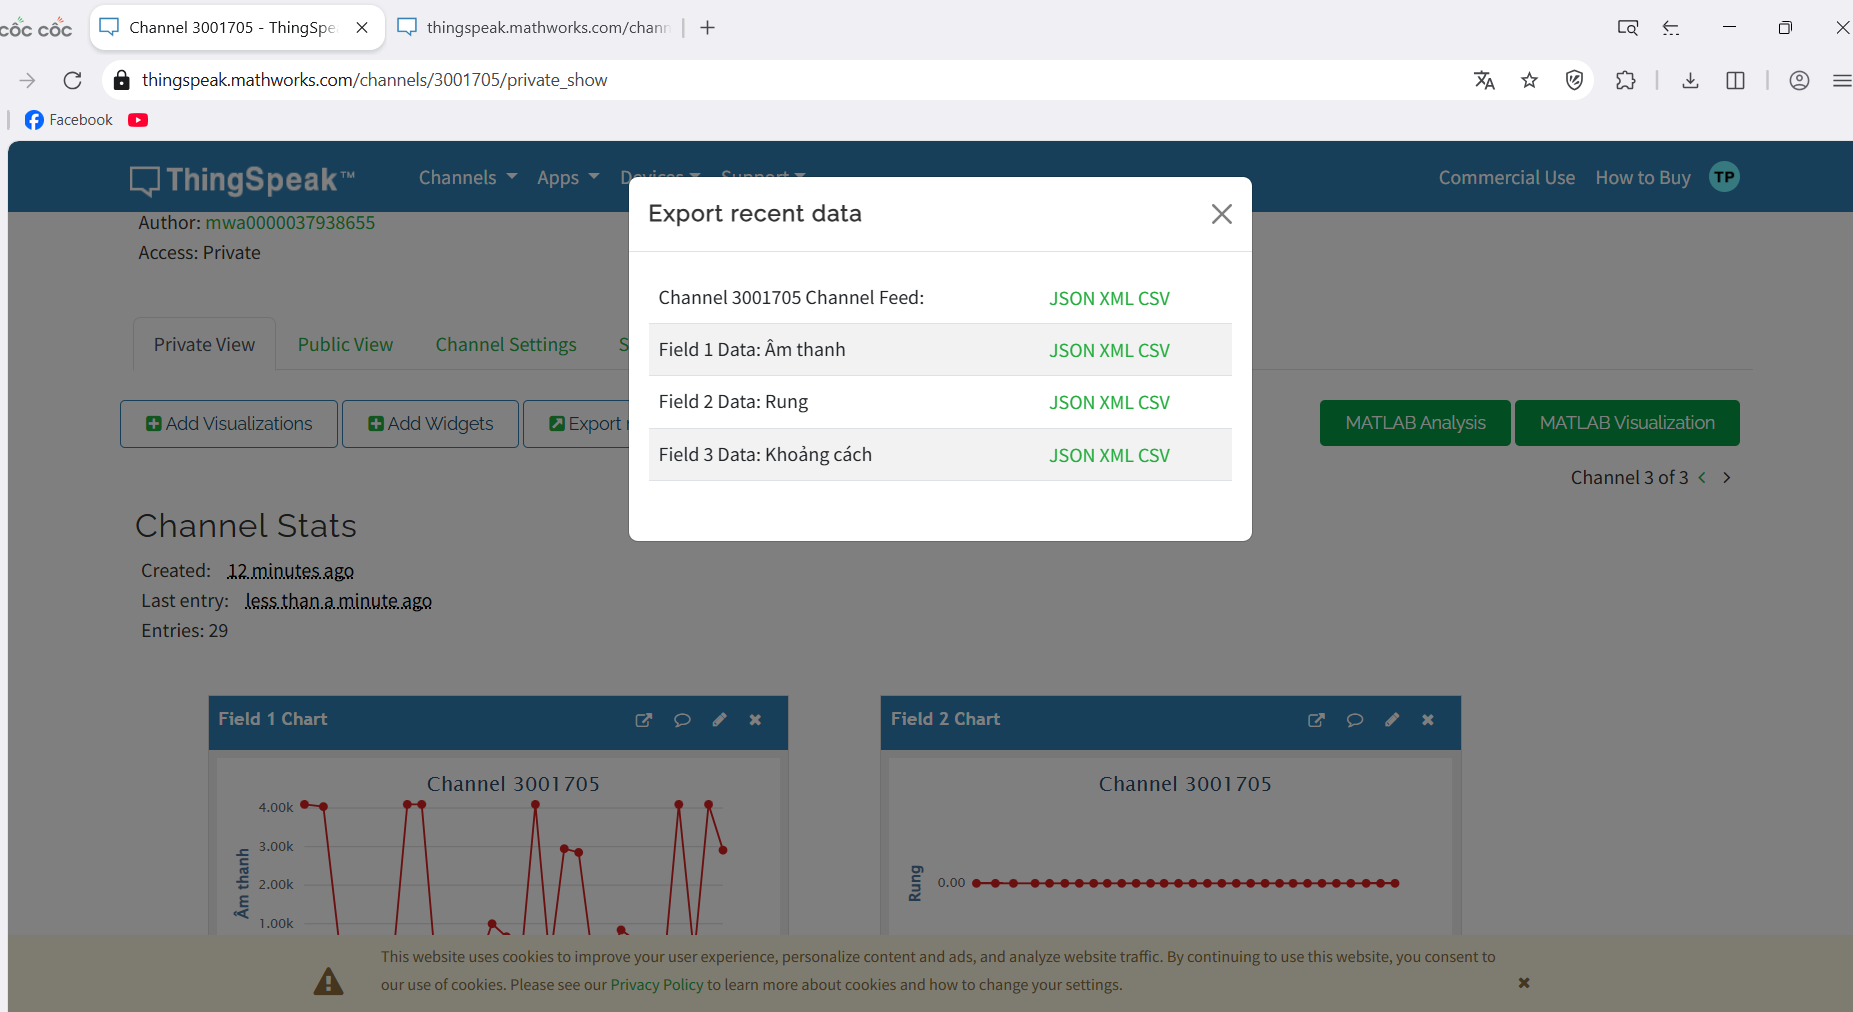 cốc cốc
Channel 3001705 - ThingSpe
thingspeak.mathworks.com/chann
thingspeak.mathworks.com/channels/3001705/private_show
Facebook
ThingSpeak™
Channels
Apps
Devices
Support
Commercial Use
How to Buy
TP
Author: mwa0000037938655
Access: Private
Export recent data
Channel 3001705 Channel Feed: JSON XML CSV
Field 1 Data: Âm thanh JSON XML CSV
Field 2 Data: Rung JSON XML CSV
Field 3 Data: Khoảng cách JSON XML CSV
Private View
Public View
Channel Settings
S
Add Visualizations
Add Widgets
Export r
MATLAB Analysis
MATLAB Visualization
Channel 3 of 3
Channel Stats
Created: 12 minutes ago
Last entry: less than a minute ago
Entries: 29
Field 1 Chart
Channel 3001705
4.00k
3.00k
2.00k
1.00k
Âm thanh
Field 2 Chart
Channel 3001705
0.00
Rung
This website uses cookies to improve your user experience, personalize content and ads, and analyze website traffic. By continuing to use this website, you consent to
our use of cookies. Please see our Privacy Policy to learn more about cookies and how to change your settings.